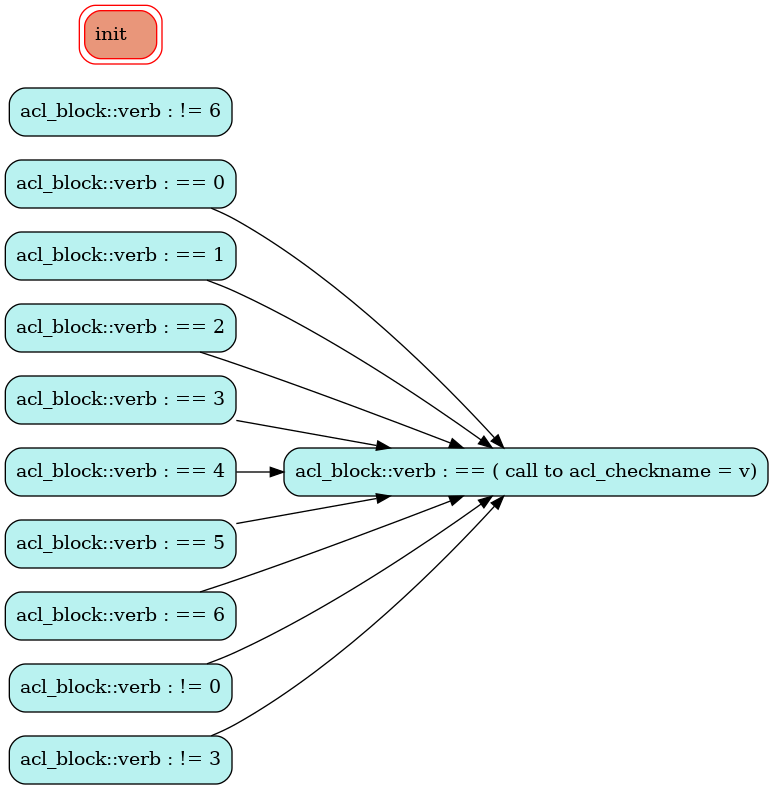 init
acl_block::verb : != 6
acl_block::verb : == 0
acl_block::verb : == 1
acl_block::verb : == 2
acl_block::verb : == 3
acl_block::verb : == 4
acl_block::verb : == ( call to acl_checkname = v)
acl_block::verb : == 5
acl_block::verb : == 6
acl_block::verb : != 0
acl_block::verb : != 3